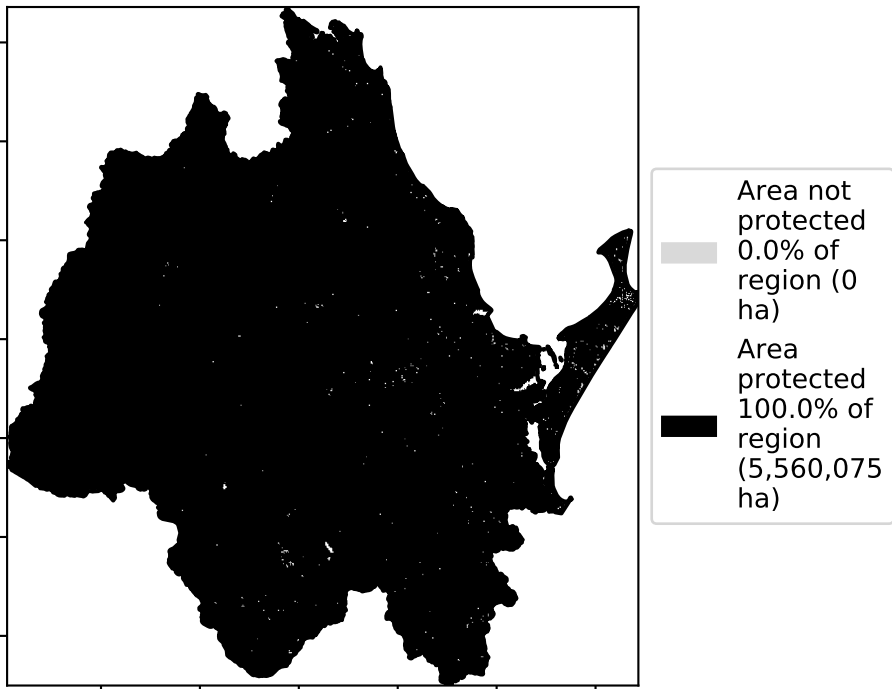 Area not
protected
0.0% of
region (0
ha)
Area
protected
100.0% of
region
(5,560,075
ha)